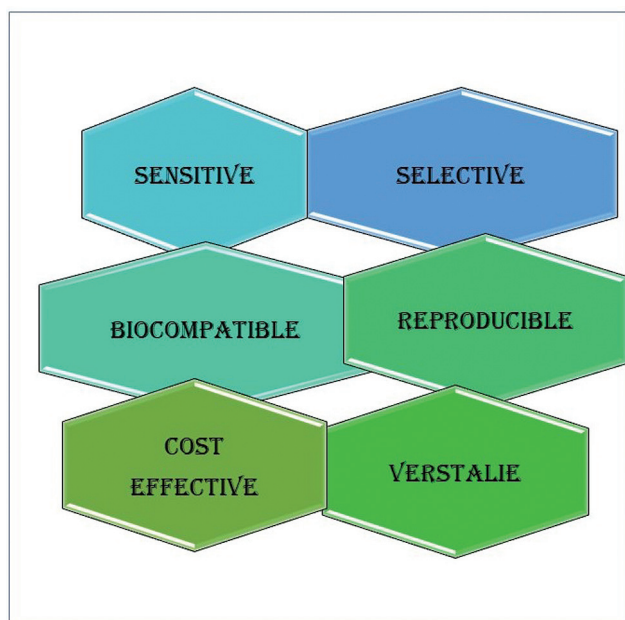 SENSITIVE
SELECTIVE
BIOCOMPATIBLE
REPRODUCIBLE
COST
EFFECTIVE
VERSTALIE